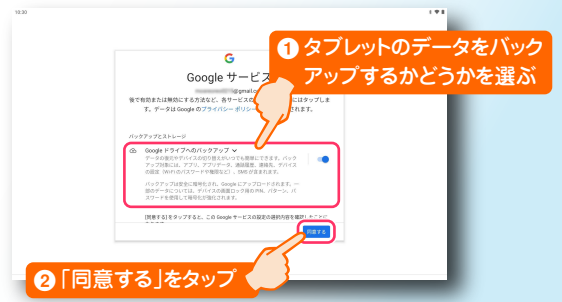 10:30
① タブレットのデータをバック
アップするかどうかを選ぶ
G
Google サービス
@gmail.c
後で有効または無効にする方法など、各サービスの
にはタップしま
す。データは Google のプライバシー ポリシー
されます。
バックアップとストレージ
Google ドライブへのバックアップ
データの復元やデバイスの切り替えがいつでも簡単にできます。バック
アップ対象には、アプリ、アプリデータ、通話履歴、連絡先、デバイス
の設定(Wi-Fi のパスワードや権限など)、SMS が含まれます。
バックアップは安全に暗号化され、Google にアップロードされます。一
部のデータについては、デバイスの画面ロック用の PIN、パターン、パ
スワードを使用して暗号化が強化されます。
[同意する] をタップすると、この Google サービスの設定の選択内容を確認したことに
同意する
② 「同意する」をタップ